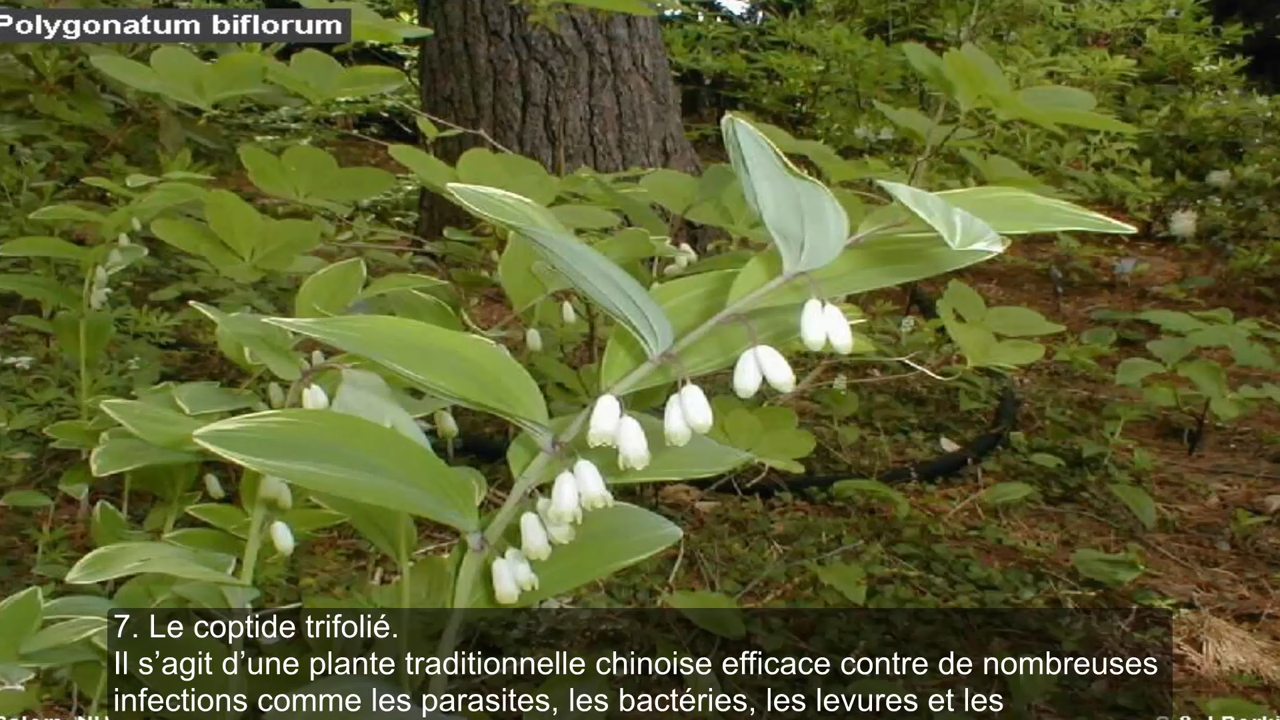 Polygonatum biflorum
7. Le coptide trifolié.
Il s’agit d’une plante traditionnelle chinoise efficace contre de nombreuses
infections comme les parasites, les bactéries, les levures et les